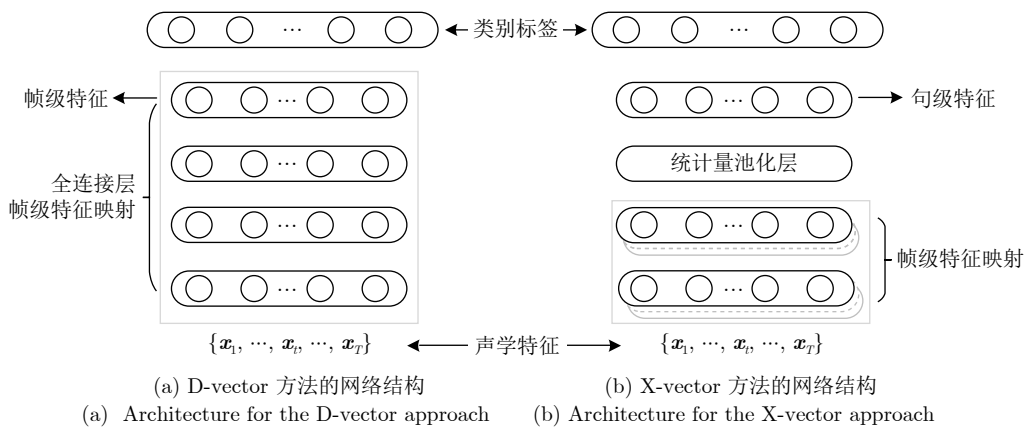 … 类别标签 …
帧级特征 … … 句级特征
… 统计量池化层
全连接层
帧级特征映射
… …
帧级特征映射
… …
{x₁, ⋯, xₜ, ⋯, x_T} 声学特征 {x₁, ⋯, xₜ, ⋯, x_T}
(a) D-vector 方法的网络结构 (b) X-vector 方法的网络结构
(a) Architecture for the D-vector approach (b) Architecture for the X-vector approach